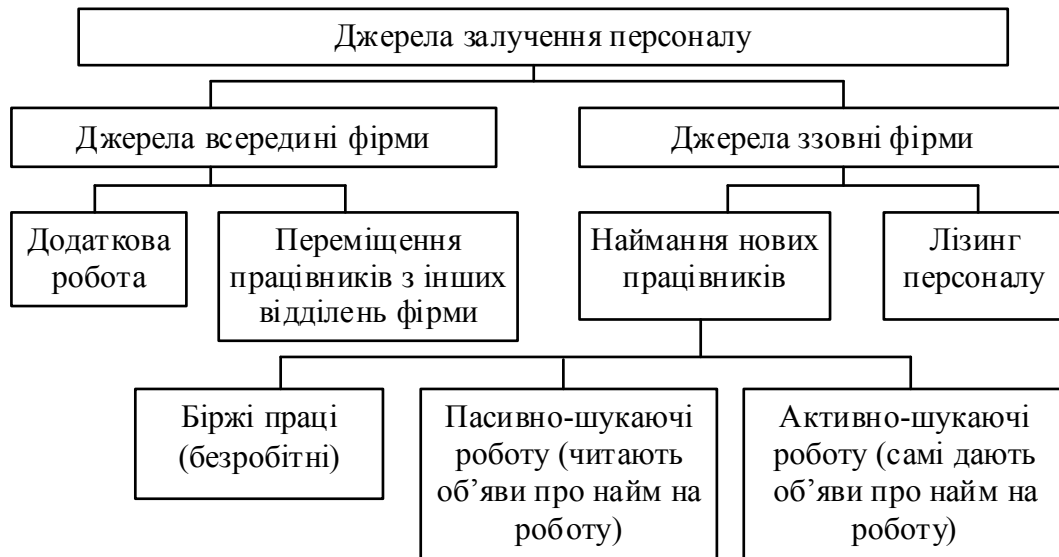 Джерела залучення персоналу
Джерела всередині фірми
Джерела ззовні фірми
Додаткова
робота
Переміщення
працівників з інших
відділень фірми
Наймання нових
працівників
Лізинг
персоналу
Біржі праці
(безробітні)
Пасивно-шукаючі
роботу (читають
об’яви про найм на
роботу)
Активно-шукаючі
роботу (самі дають
об’яви про найм на
роботу)